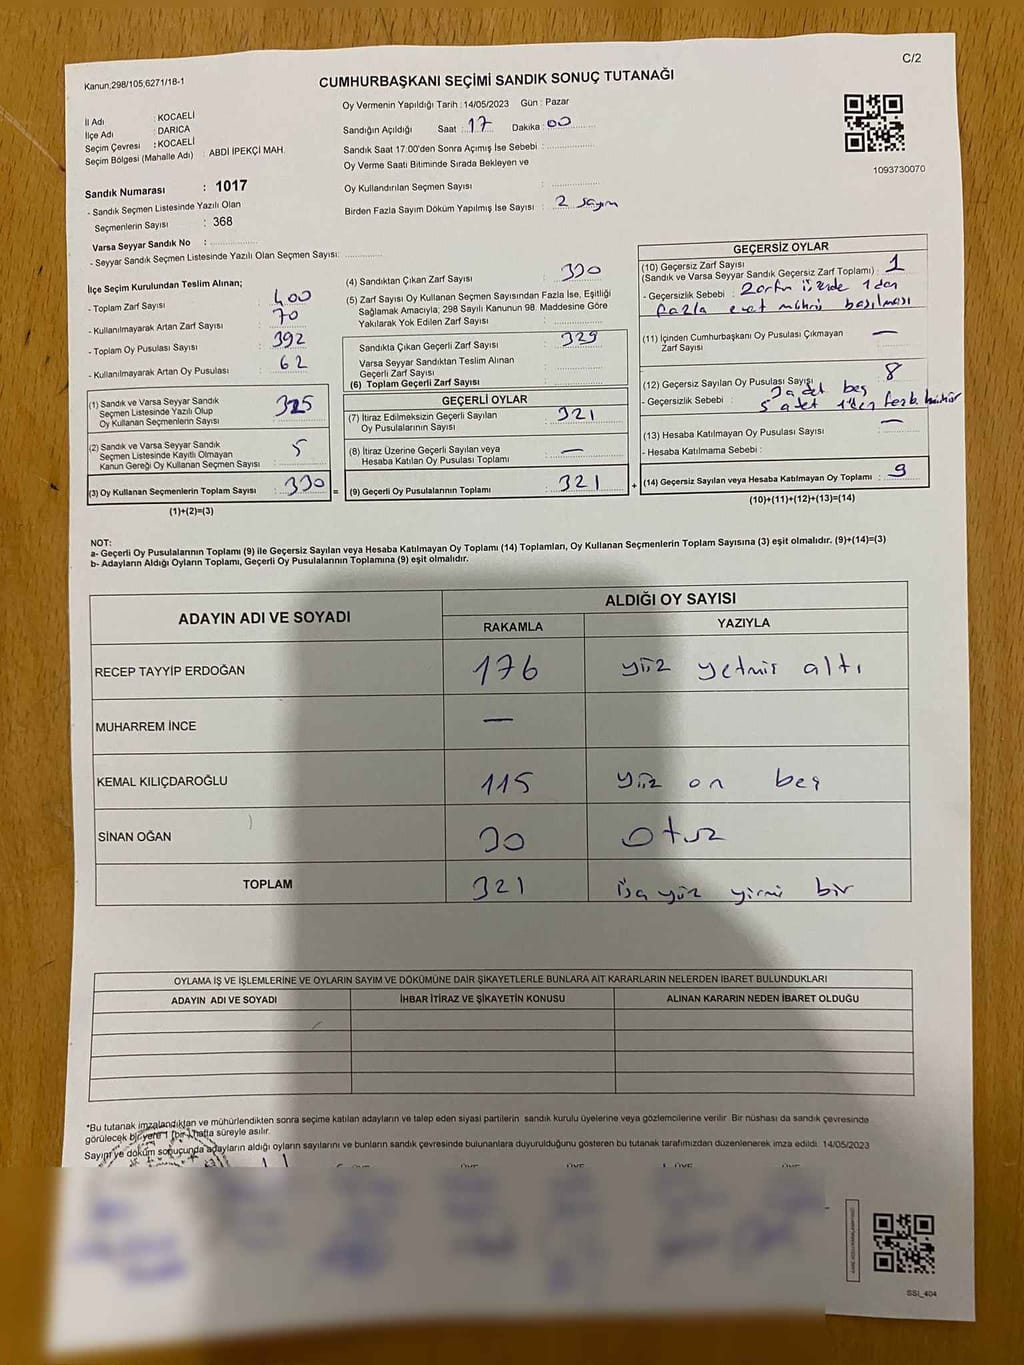 Kanun;298/105,6271/18-1
C/2
CUMHURBAŞKANI SEÇİMİ SANDIK SONUÇ TUTANAĞI
İl Adı : KOCAELİ
İlçe Adı : DARICA
Seçim Çevresi : KOCAELİ
Seçim Bölgesi (Mahalle Adı) : ABDİ İPEKÇİ MAH.
Sandık Numarası : 1017
- Sandık Seçmen Listesinde Yazılı Olan
Seçmenlerin Sayısı : 368
Varsa Seyyar Sandık No :
- Seyyar Sandık Seçmen Listesinde Yazılı Olan Seçmen Sayısı:
Oy Vermenin Yapıldığı Tarih : 14/05/2023 Gün : Pazar
Sandığın Açıldığı Saat : 17 Dakika : 00
Sandık Saat 17:00'den Sonra Açımış İse Sebebi :
Oy Verme Saati Bitiminde Sırada Bekleyen ve
Oy Kullandırılan Seçmen Sayısı :
Birden Fazla Sayım Döküm Yapılmış İse Sayısı : 2 sayım
1093730070
İlçe Seçim Kurulundan Teslim Alınan;
- Toplam Zarf Sayısı : 400
- Kullanılmayarak Artan Zarf Sayısı : 70
- Toplam Oy Pusulası Sayısı : 392
- Kullanılmayarak Artan Oy Pusulası : 62
(1) Sandık ve Varsa Seyyar Sandık
Seçmen Listesinde Yazılı Olup
Oy Kullanan Seçmenlerin Sayısı : 325
(2) Sandık ve Varsa Seyyar Sandık
Seçmen Listesinde Kayıtlı Olmayan
Kanun Gereği Oy Kullanan Seçmen Sayısı : 5
(3) Oy Kullanan Seçmenlerin Toplam Sayısı : 330 =
(1)+(2)=(3)
(4) Sandıktan Çıkan Zarf Sayısı : 330
(5) Zarf Sayısı Oy Kullanan Seçmen Sayısından Fazla İse, Eşitliği
Sağlamak Amacıyla; 298 Sayılı Kanunun 98. Maddesine Göre
Yakılarak Yok Edilen Zarf Sayısı :
Sandıkta Çıkan Geçerli Zarf Sayısı : 329
Varsa Seyyar Sandıktan Teslim Alınan
Geçerli Zarf Sayısı :
(6) Toplam Geçerli Zarf Sayısı :
GEÇERLİ OYLAR
(7) İtiraz Edilmeksizin Geçerli Sayılan
Oy Pusulalarının Sayısı : 321
(8) İtiraz Üzerine Geçerli Sayılan veya
Hesaba Katılan Oy Pusulası Toplamı : —
(9) Geçerli Oy Pusulalarının Toplamı : 321 +
GEÇERSİZ OYLAR
(10) Geçersiz Zarf Sayısı
(Sandık ve Varsa Seyyar Sandık Geçersiz Zarf Toplamı) : 1
- Geçersizlik Sebebi : Zarfın üzerinde 1 den
fazla evet mührü basılması
(11) İçinden Cumhurbaşkanı Oy Pusulası Çıkmayan
Zarf Sayısı : —
(12) Geçersiz Sayılan Oy Pusulası Sayısı : 8
- Geçersizlik Sebebi : 3 adet boş
5 adet 1'den fazla mühür
(13) Hesaba Katılmayan Oy Pusulası Sayısı : —
- Hesaba Katılmama Sebebi :
(14) Geçersiz Sayılan veya Hesaba Katılmayan Oy Toplamı : 9
(10)+(11)+(12)+(13)=(14)
NOT:
a- Geçerli Oy Pusulalarının Toplamı (9) ile Geçersiz Sayılan veya Hesaba Katılmayan Oy Toplamı (14) Toplamları, Oy Kullanan Seçmenlerin Toplam Sayısına (3) eşit olmalıdır. (9)+(14)=(3)
b- Adayların Aldığı Oyların Toplamı, Geçerli Oy Pusulalarının Toplamına (9) eşit olmalıdır.
ADAYIN ADI VE SOYADI
ALDIĞI OY SAYISI
RAKAMLA YAZIYLA
RECEP TAYYİP ERDOĞAN 176 yüz yetmiş altı
MUHARREM İNCE —
KEMAL KILIÇDAROĞLU 115 yüz on beş
SİNAN OĞAN 30 otuz
TOPLAM 321 üç yüz yirmi bir
OYLAMA İŞ VE İŞLEMLERİNE VE OYLARIN SAYIM VE DÖKÜMÜNE DAİR ŞİKAYETLERLE BUNLARA AİT KARARLARIN NELERDEN İBARET BULUNDUKLARI
ADAYIN ADI VE SOYADI İHBAR İTİRAZ VE ŞİKAYETİN KONUSU ALINAN KARARIN NEDEN İBARET OLDUĞU
*Bu tutanak imzalandıktan ve mühürlendikten sonra seçime katılan adayların ve talep eden siyasi partilerin sandık kurulu üyelerine veya gözlemcilerine verilir. Bir nüshası da sandık çevresinde
görülecek bir yere 1 (bir) hafta süreyle asılır.
Sayım ve döküm sonuçunda adayların aldığı oyların sayılarını ve bunların sandık çevresinde bulunanlara duyurulduğunu gösteren bu tutanak tarafımızdan düzenlenerek imza edildi. 14/05/2023
SSI_404